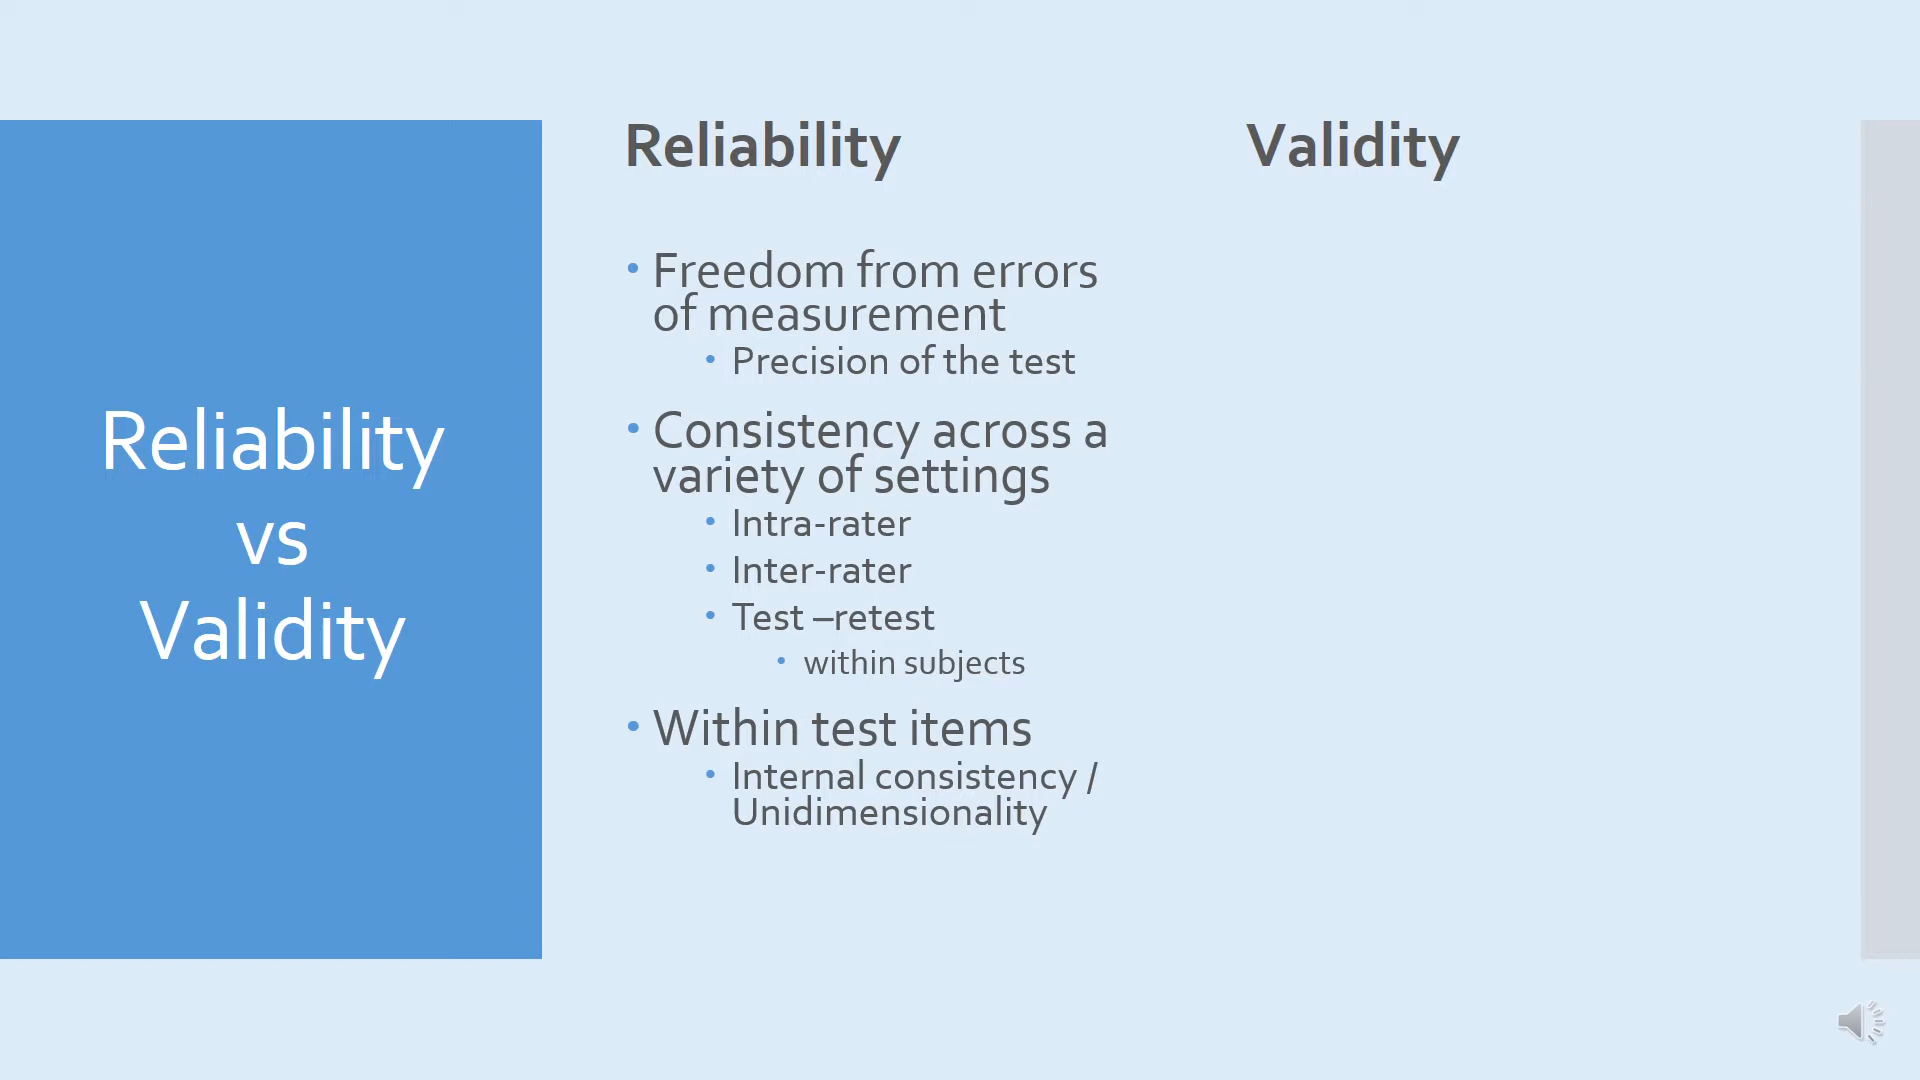 Reliability
vs
Validity
Reliability
• Freedom from errors
of measurement
• Precision of the test
• Consistency across a
variety of settings
• Intra-rater
• Inter-rater
• Test –retest
• within subjects
• Within test items
• Internal consistency /
Unidimensionality
Validity